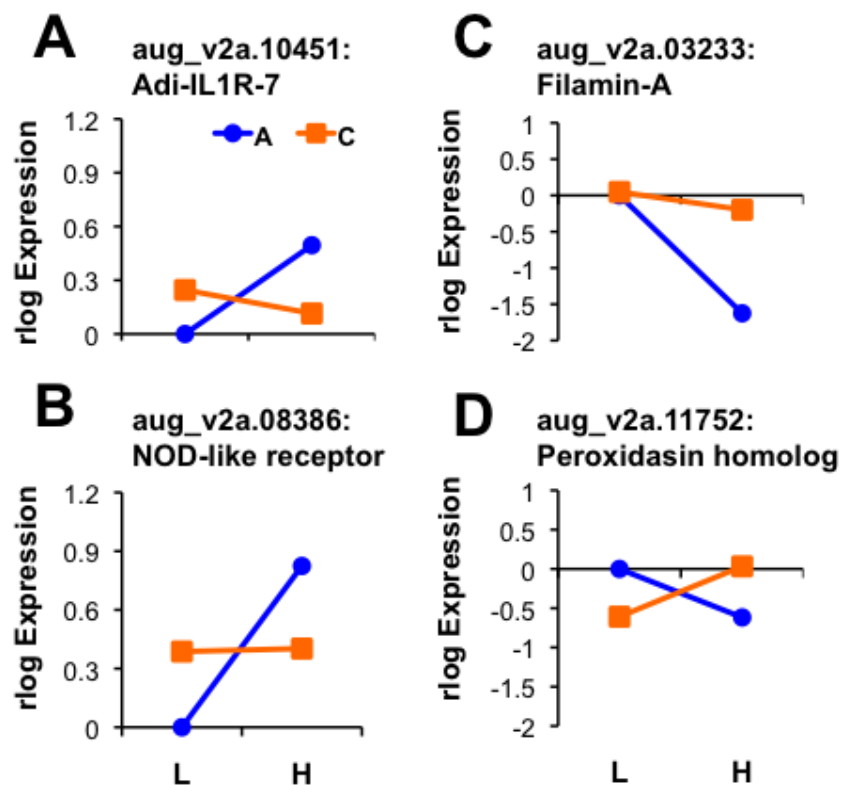 A
aug_v2a.10451:
Adi-IL1R-7
A C
rlog Expression
1.2
0.9
0.6
0.3
0
C
aug_v2a.03233:
Filamin-A
rlog Expression
1
0.5
0
-0.5
-1
-1.5
-2
B
aug_v2a.08386:
NOD-like receptor
rlog Expression
1.2
0.9
0.6
0.3
0
L H
D
aug_v2a.11752:
Peroxidasin homolog
rlog Expression
1
0.5
0
-0.5
-1
-1.5
-2
L H